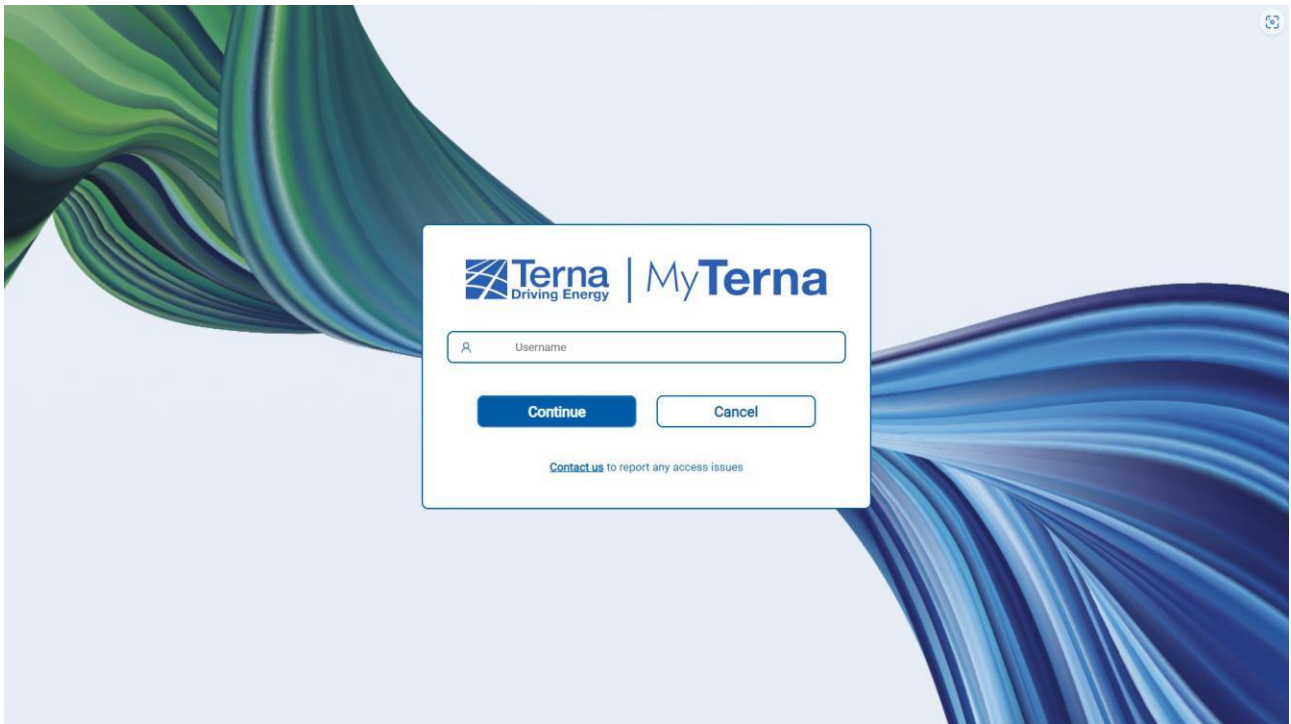 Terna | MyTerna
Driving Energy
Username
Continue
Cancel
Contact us to report any access issues